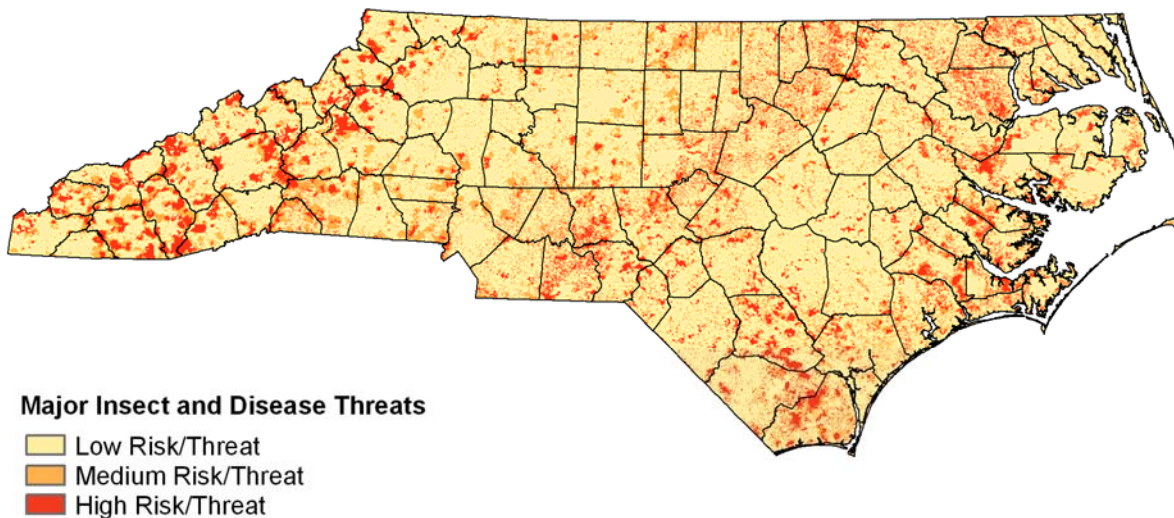 Major Insect and Disease Threats
Low Risk/Threat
Medium Risk/Threat
High Risk/Threat